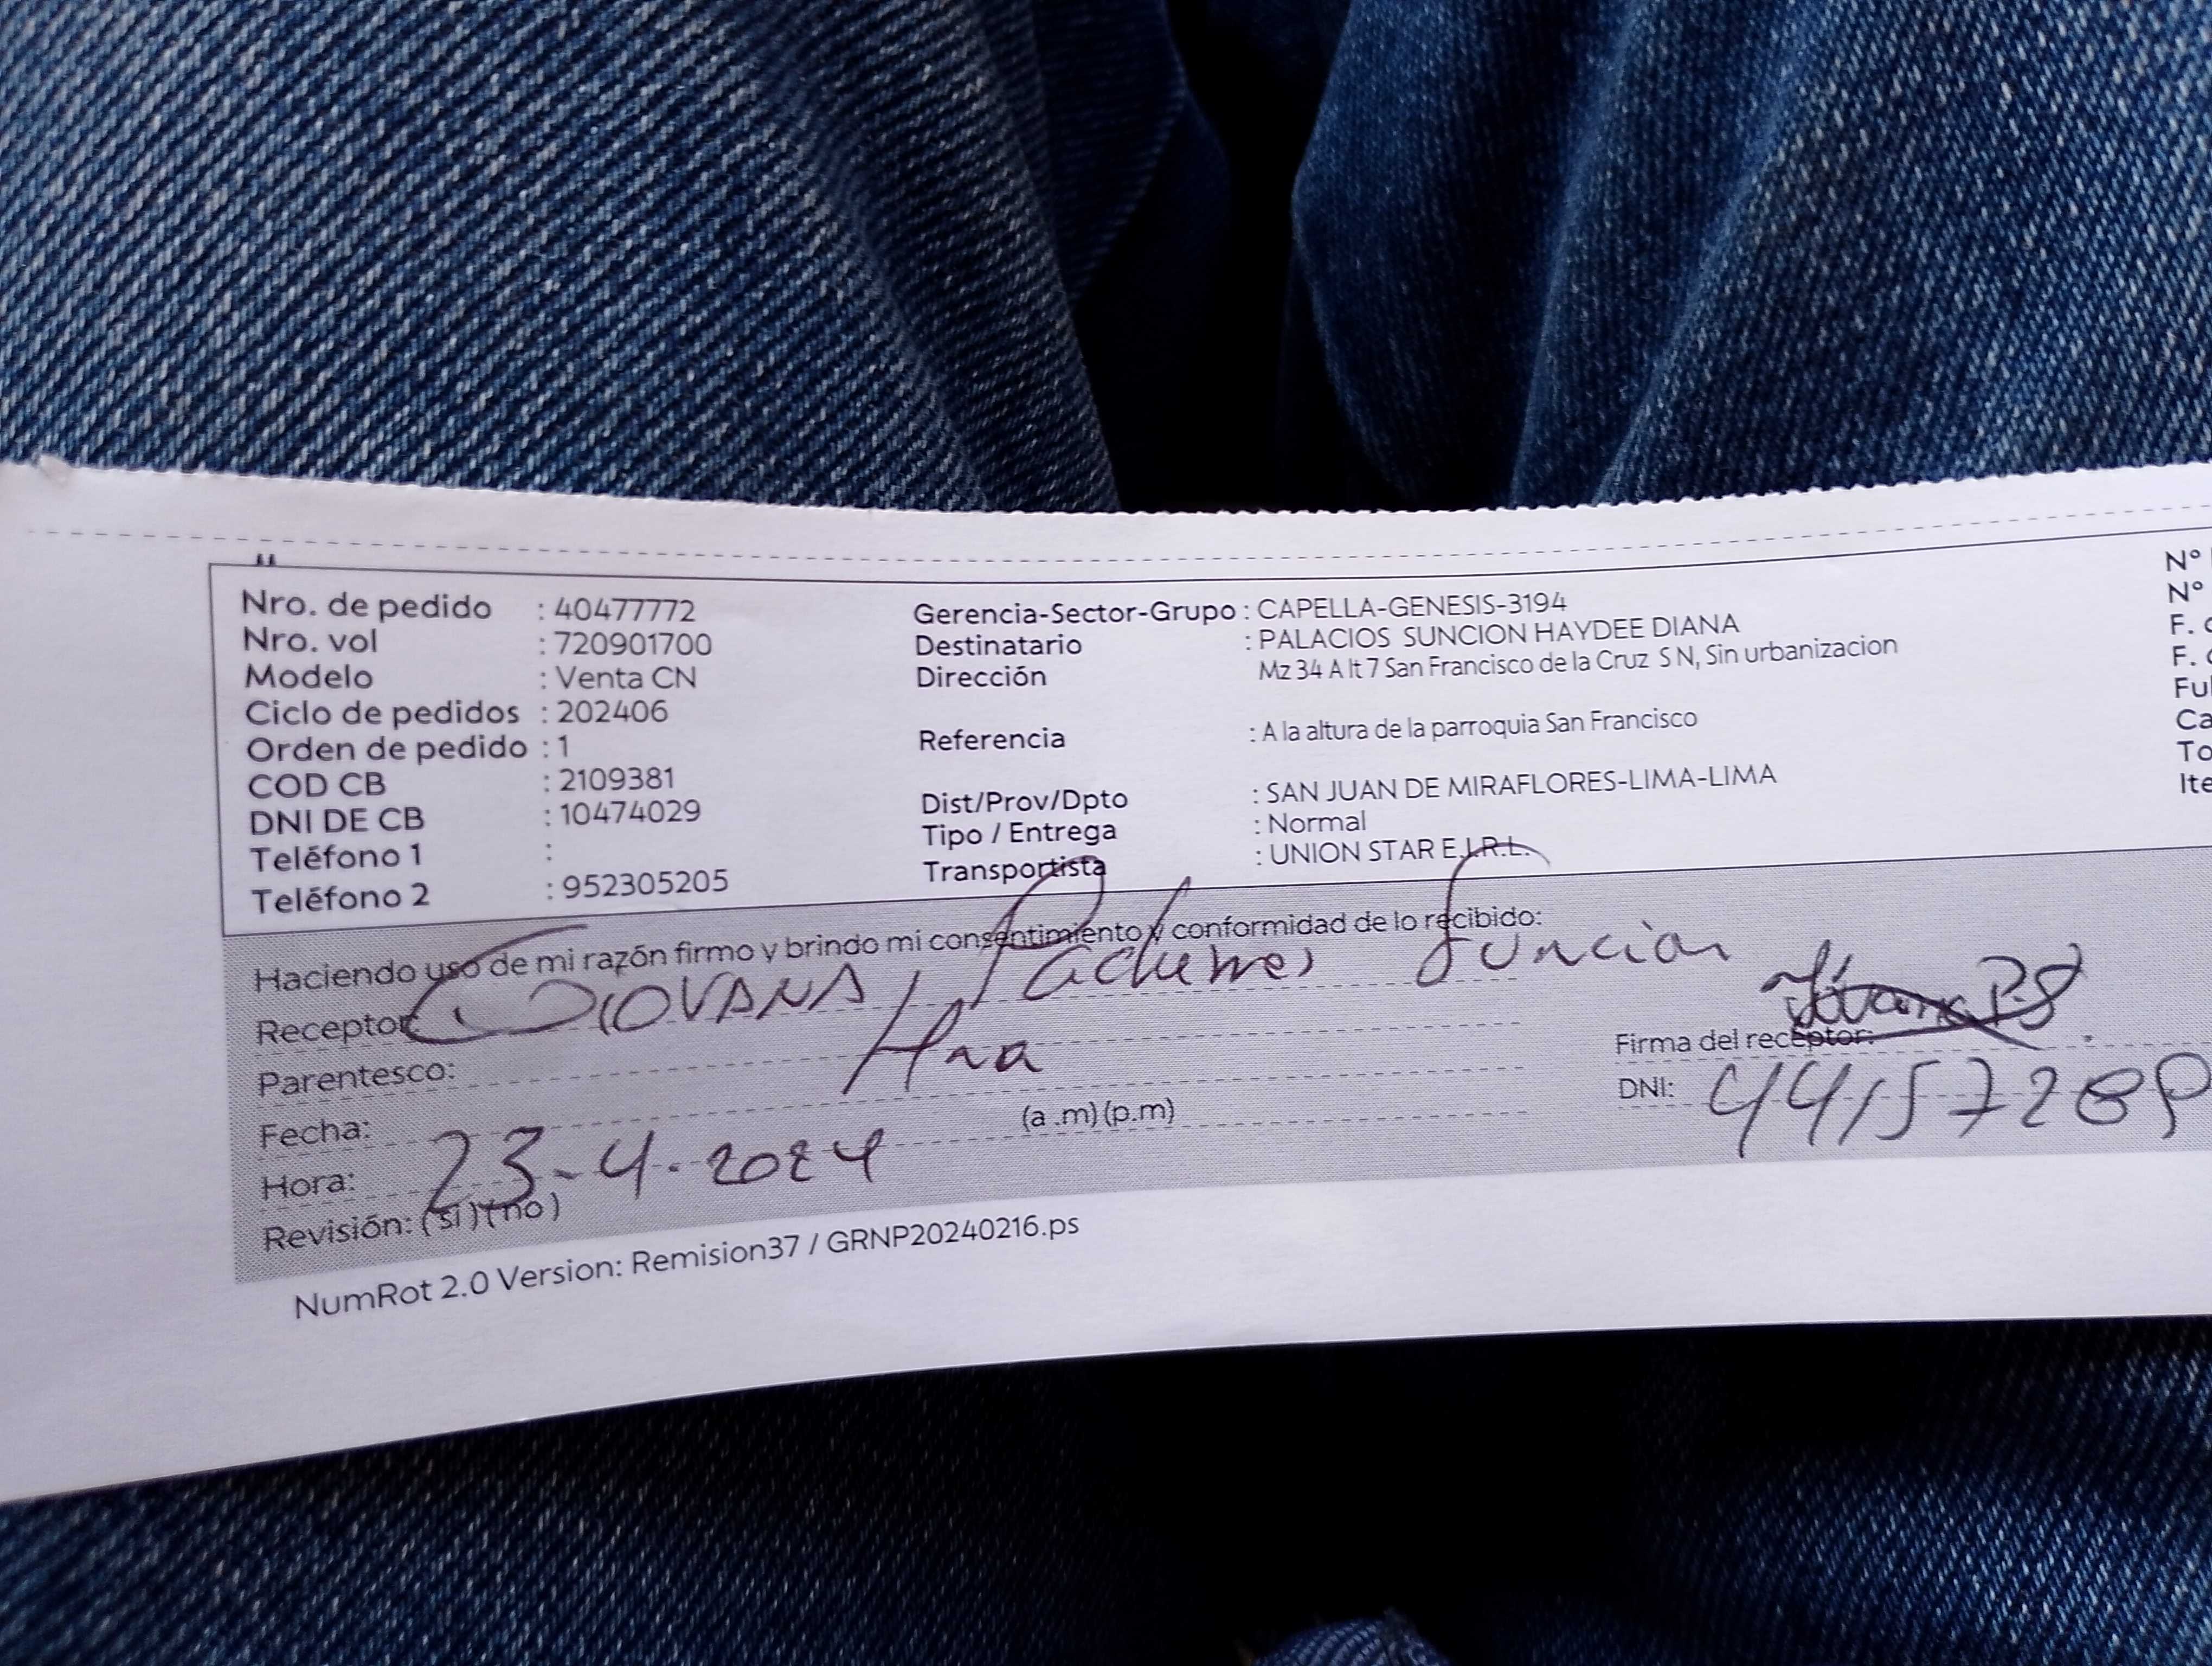 Nro. de pedido : 40477772
Nro. vol : 720901700
Modelo : Venta CN
Ciclo de pedidos : 202406
Orden de pedido : 1
COD CB : 2109381
DNI DE CB : 10474029
Teléfono 1 :
Teléfono 2 : 952305205
Gerencia-Sector-Grupo : CAPELLA-GENESIS-3194
Destinatario : PALACIOS SUNCION HAYDEE DIANA
Dirección Mz 34 A lt 7 San Francisco de la Cruz S N, Sin urbanizacion
Referencia : A la altura de la parroquia San Francisco
Dist/Prov/Dpto : SAN JUAN DE MIRAFLORES-LIMA-LIMA
Tipo / Entrega : Normal
Transportista : UNION STAR E.I.R.L.
N°
N°
F.
F.
Ful
Ca
To
Ite
Haciendo uso de mi razón firmo y brindo mi consentimiento y conformidad de lo recibido:
Receptor: GIOVANA Suncion
Parentesco: Hna
Fecha:
Hora: 23-4-2024 (a.m)(p.m)
Revisión: (si)(no)
Firma del receptor:
DNI:
NumRot 2.0 Version: Remision37 / GRNP20240216.ps